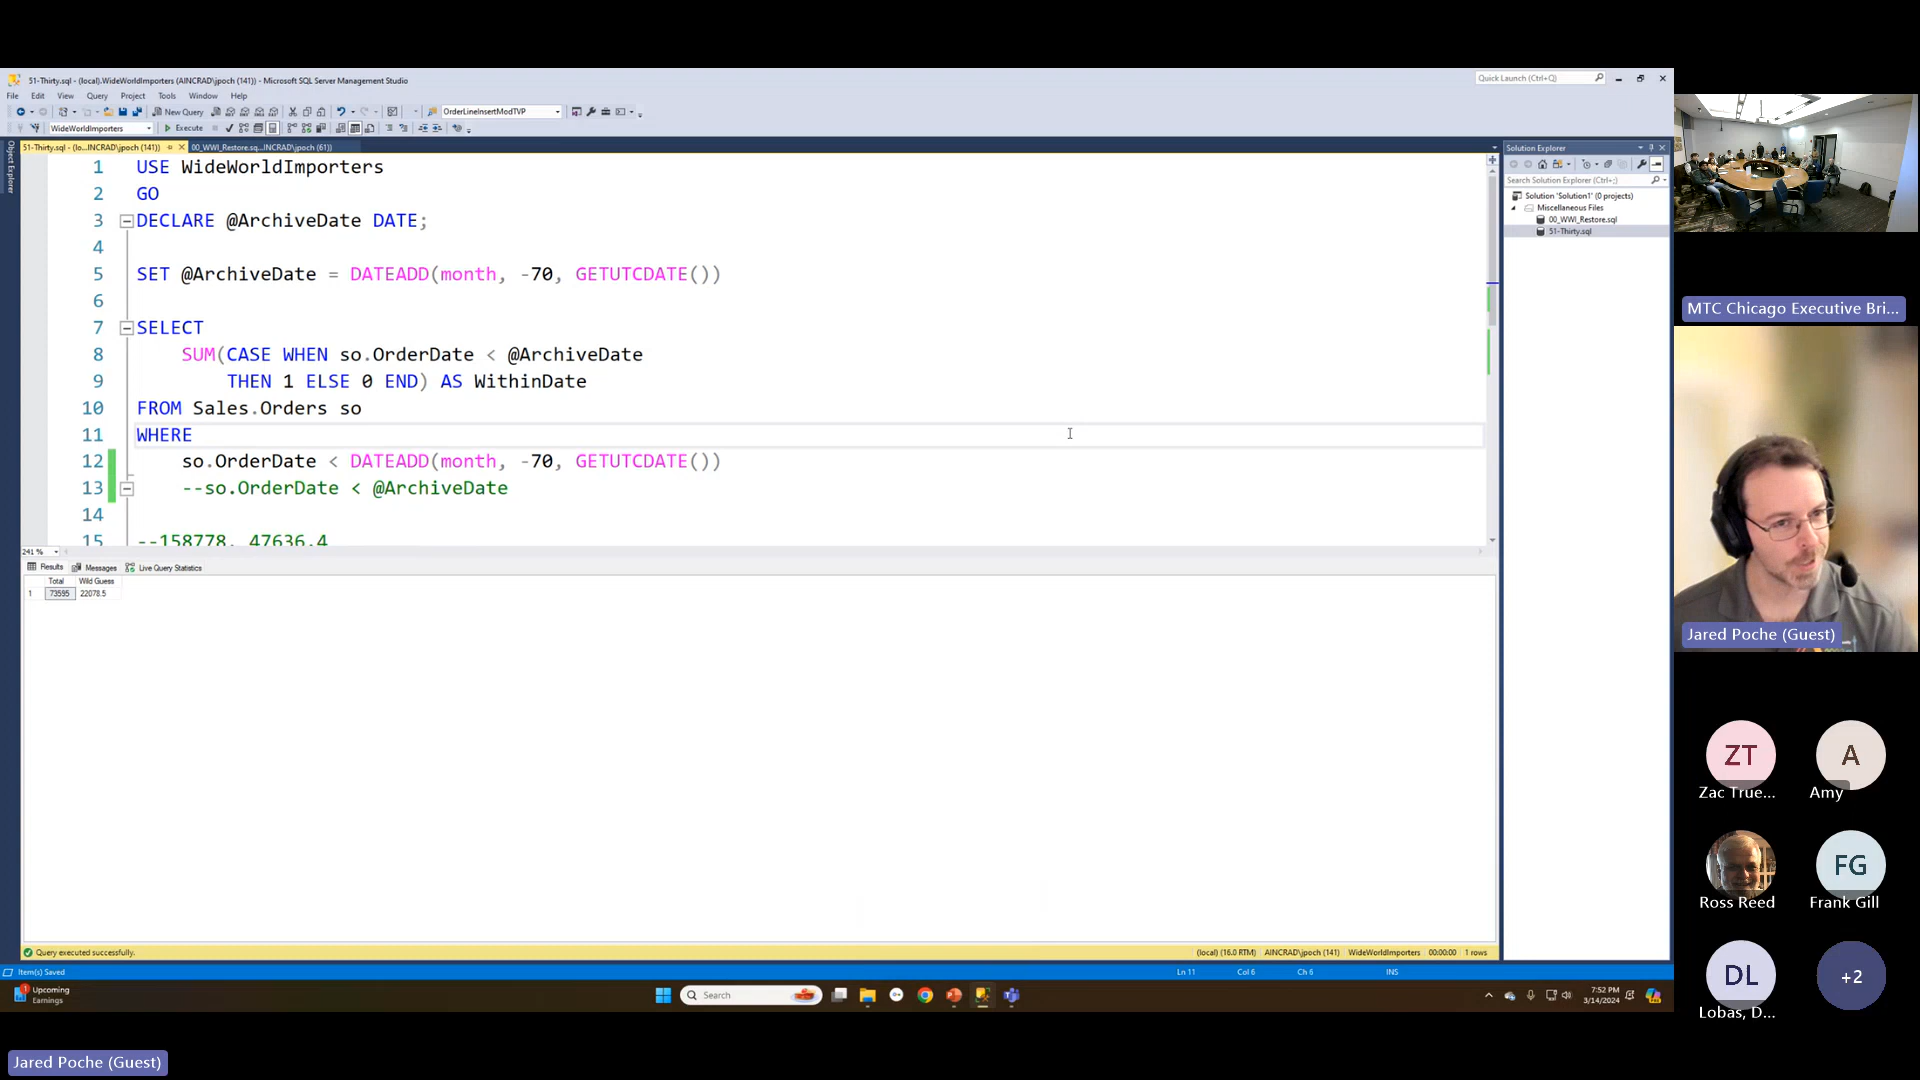 51-Thirty.sql - (local).WideWorldImporters (AINCRAD\jpoch (141)) - Microsoft SQL Server Management Studio
Quick Launch (Ctrl+Q)
File Edit View Query Project Tools Window Help
New Query
OrderLineInsertModTVP
WideWorldImporters
Execute
51-Thirty.sql - (lo...INCRAD\jpoch (141))
00_WWI_Restore.sq...INCRAD\jpoch (61))
Object Explorer
1 USE WideWorldImporters
2 GO
3 DECLARE @ArchiveDate DATE;
4
5 SET @ArchiveDate = DATEADD(month, -70, GETUTCDATE())
6
7 SELECT
8 SUM(CASE WHEN so.OrderDate < @ArchiveDate
9 THEN 1 ELSE 0 END) AS WithinDate
10 FROM Sales.Orders so
11 WHERE
12 so.OrderDate < DATEADD(month, -70, GETUTCDATE())
13 --so.OrderDate < @ArchiveDate
14
15 --158778, 47636.4
241 %
Results Messages Live Query Statistics
Total Wild Guess
1 73595 22078.5
Query executed successfully.
(local) (16.0 RTM) AINCRAD\jpoch (141) WideWorldImporters 00:00:00 1 rows
Item(s) Saved
Ln 11 Col 6 Ch 6 INS
Solution Explorer
Search Solution Explorer (Ctrl+;)
Solution 'Solution1' (0 projects)
Miscellaneous Files
00_WWI_Restore.sql
51-Thirty.sql
1
Upcoming
Earnings
Search
7:52 PM
3/14/2024
MTC Chicago Executive Bri...
Jared Poche (Guest)
ZT
Zac True...
A
Amy
Ross Reed
FG
Frank Gill
DL
Lobas, D...
+2
Jared Poche (Guest)